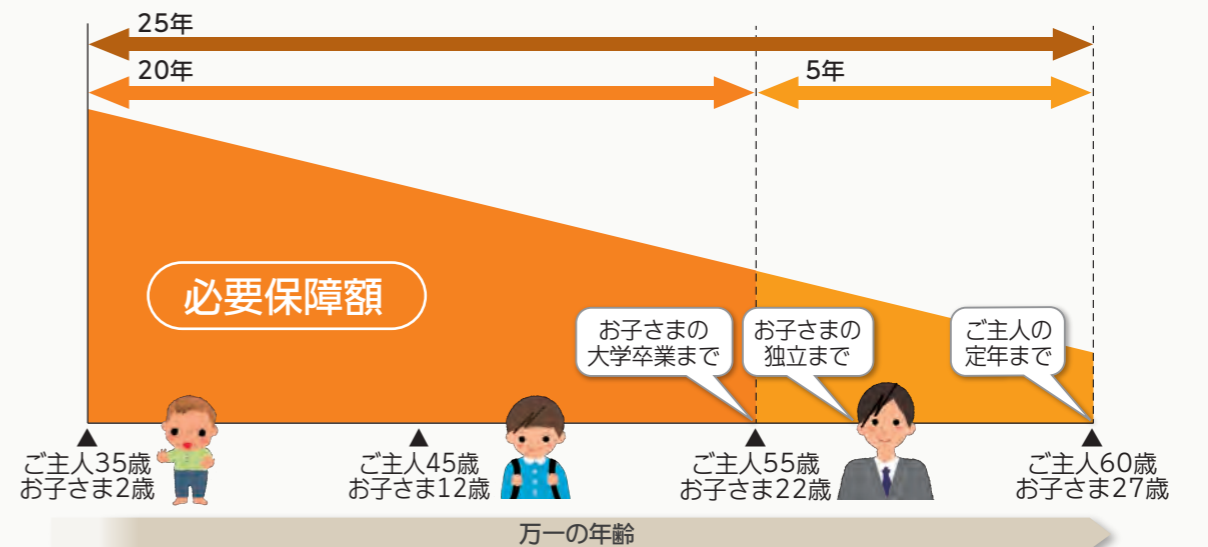 25年
20年
5年
必要保障額
お子さまの
大学卒業まで
お子さまの
独立まで
ご主人の
定年まで
ご主人35歳
お子さま2歳
ご主人45歳
お子さま12歳
ご主人55歳
お子さま22歳
ご主人60歳
お子さま27歳
万一の年齢